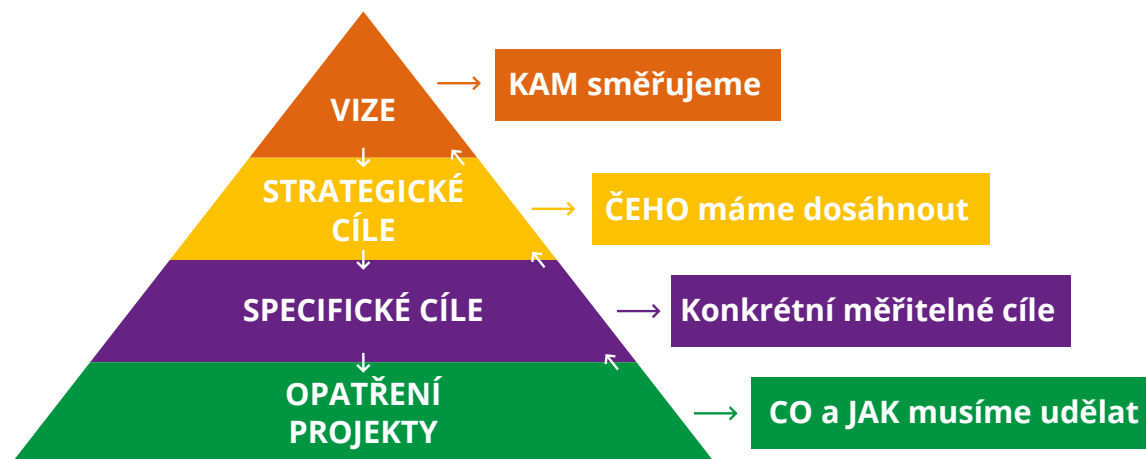 VIZE
KAM směřujeme
STRATEGICKÉ
CÍLE
ČEHO máme dosáhnout
SPECIFICKÉ CÍLE
Konkrétní měřitelné cíle
OPATŘENÍ
PROJEKTY
CO a JAK musíme udělat